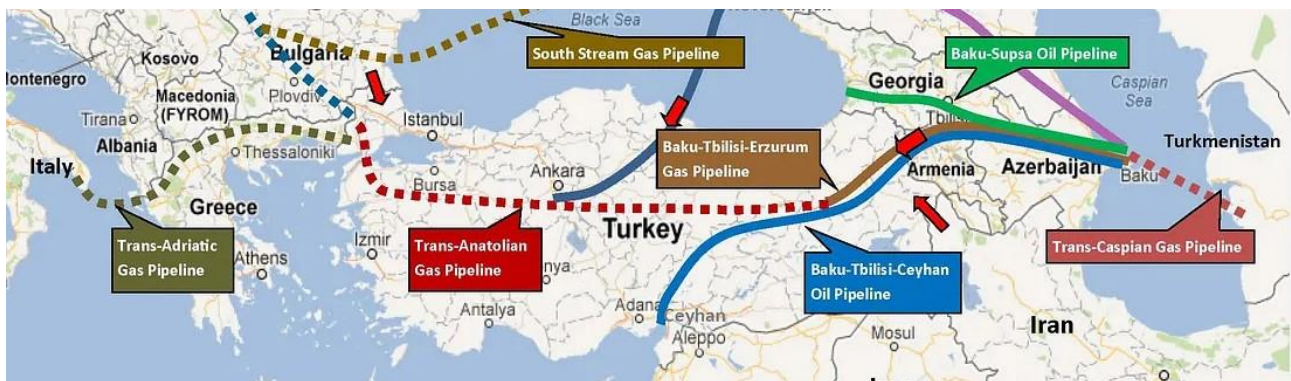 Black Sea
Kosovo
Bulgaria
South Stream Gas Pipeline
Baku-Supsa Oil Pipeline
Montenegro
Plovdiv
Georgia
Caspian
Sea
Macedonia
(FYROM)
Tirana
Istanbul
Tbilisi
Turkmenistan
Albania
Italy
Thessaloniki
Baku-Tbilisi-Erzurum
Gas Pipeline
Bursa
Ankara
Armenia
Azerbaijan
Baku
Greece
Turkey
Trans-Adriatic
Gas Pipeline
Izmir
Trans-Anatolian
Gas Pipeline
Trans-Caspian Gas Pipeline
Athens
Baku-Tbilisi-Ceyhan
Oil Pipeline
Antalya
Adana
Ceyhan
Aleppo
Mosul
Iran